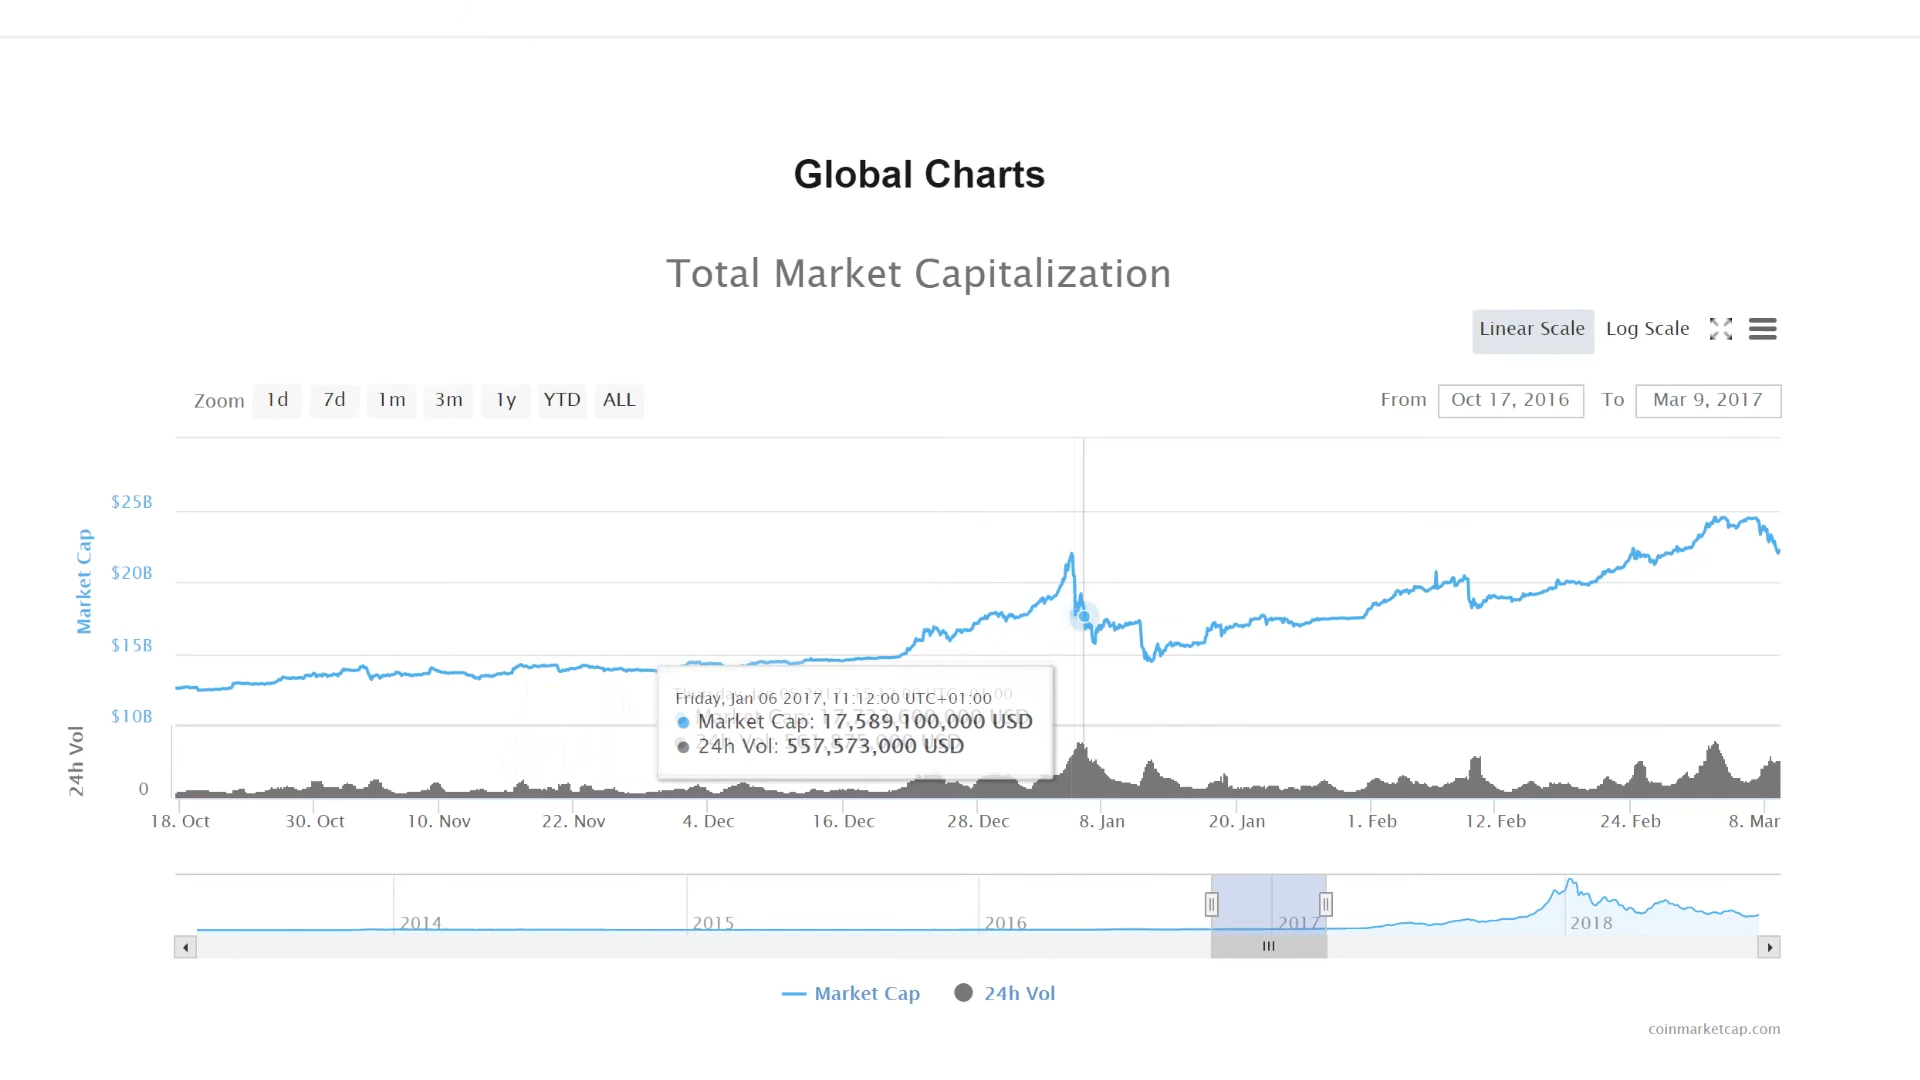 Global Charts
Total Market Capitalization
Linear Scale Log Scale
Zoom 1d 7d 1m 3m 1y YTD ALL From Oct 17, 2016 To Mar 9, 2017
$25B
$20B
$15B
$10B
0
Market Cap
24h Vol
Friday, Jan 06 2017, 11:12:00 UTC+01:00
Market Cap: 17,589,100,000 USD
24h Vol: 557,573,000 USD
18. Oct 30. Oct 10. Nov 22. Nov 4. Dec 16. Dec 28. Dec 8. Jan 20. Jan 1. Feb 12. Feb 24. Feb 8. Mar
2014 2015 2016 2017 2018
Market Cap 24h Vol
coinmarketcap.com